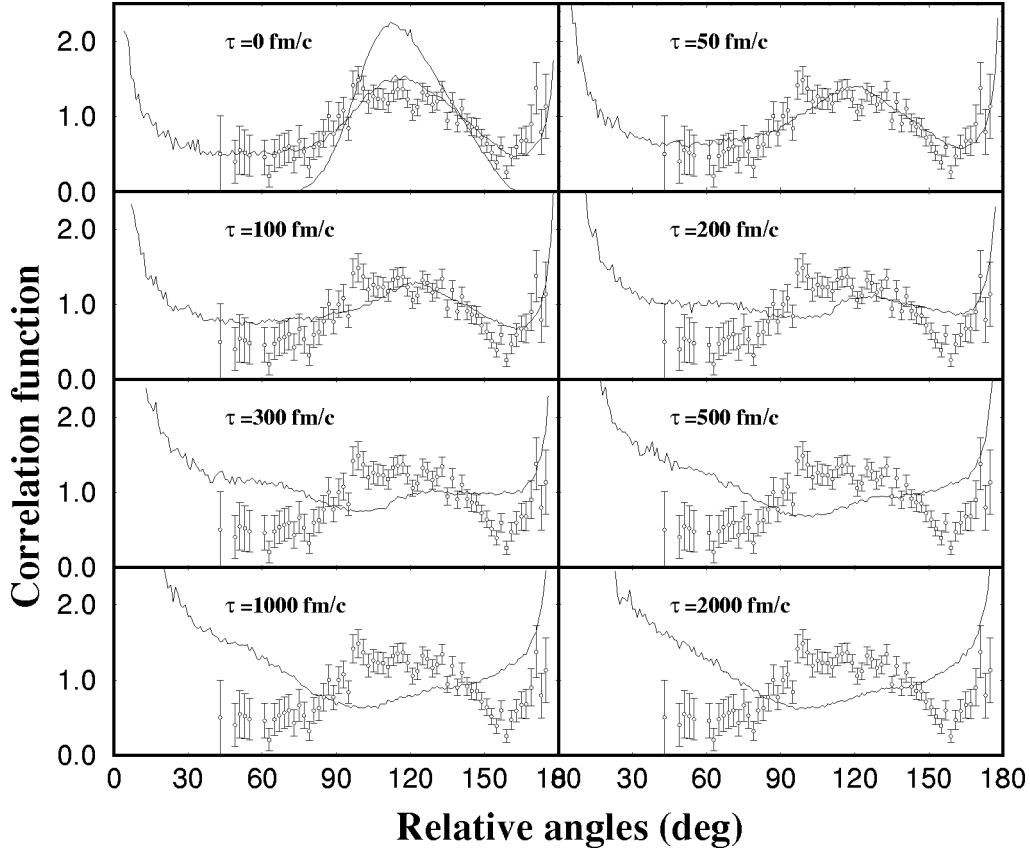 Correlation function
2.0
1.0
0.0
τ =0 fm/c
τ =50 fm/c
2.0
1.0
0.0
τ =100 fm/c
τ =200 fm/c
2.0
1.0
0.0
τ =300 fm/c
τ =500 fm/c
2.0
1.0
0.0
τ =1000 fm/c
τ =2000 fm/c
0 30 60 90 120 150 180 30 60 90 120 150 180
Relative angles (deg)